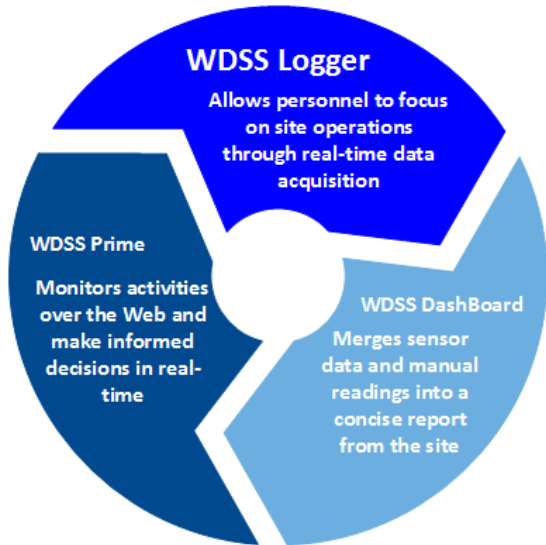 WDSS Logger
Allows personnel to focus
on site operations
through real-time data
acquisition
WDSS DashBoard
Merges sensor
data and manual
readings into a
concise report
from the site
WDSS Prime
Monitors activities
over the Web and
make informed
decisions in real-
time